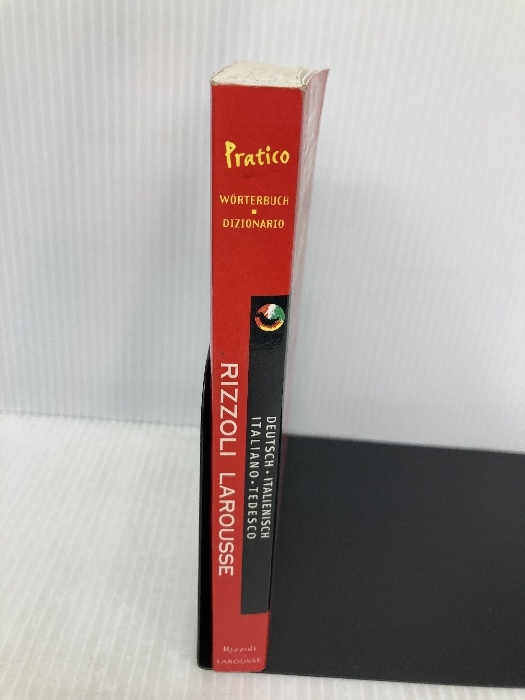 Pratico
WÖRTERBUCH
▪
DIZIONARIO
RIZZOLI LAROUSSE
DEUTSCH • ITALIENISCH
ITALIANO • TEDESCO
Rizzoli
LAROUSSE